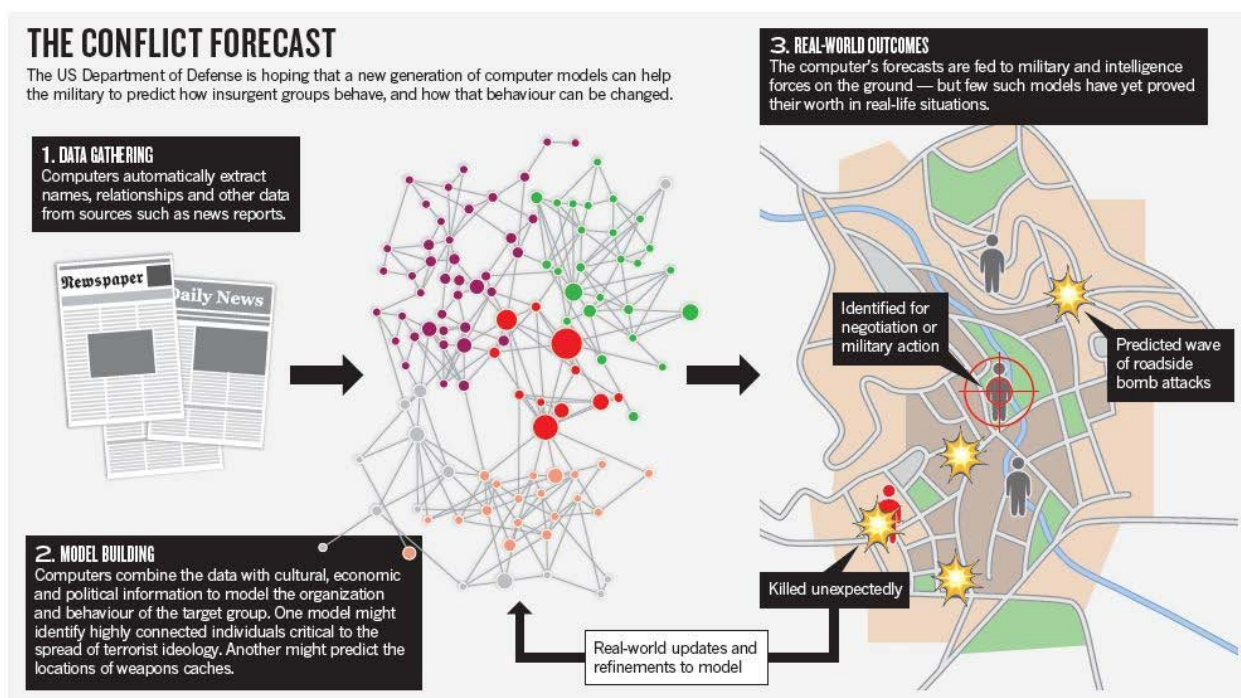 THE CONFLICT FORECAST
The US Department of Defense is hoping that a new generation of computer models can help
the military to predict how insurgent groups behave, and how that behaviour can be changed.
1. DATA GATHERING
Computers automatically extract
names, relationships and other data
from sources such as news reports.
Newspaper
Daily News
2. MODEL BUILDING
Computers combine the data with cultural, economic
and political information to model the organization
and behaviour of the target group. One model might
identify highly connected individuals critical to the
spread of terrorist ideology. Another might predict the
locations of weapons caches.
3. REAL-WORLD OUTCOMES
The computer's forecasts are fed to military and intelligence
forces on the ground — but few such models have yet proved
their worth in real-life situations.
Identified for
negotiation or
military action
Predicted wave
of roadside
bomb attacks
Killed unexpectedly
Real-world updates and
refinements to model